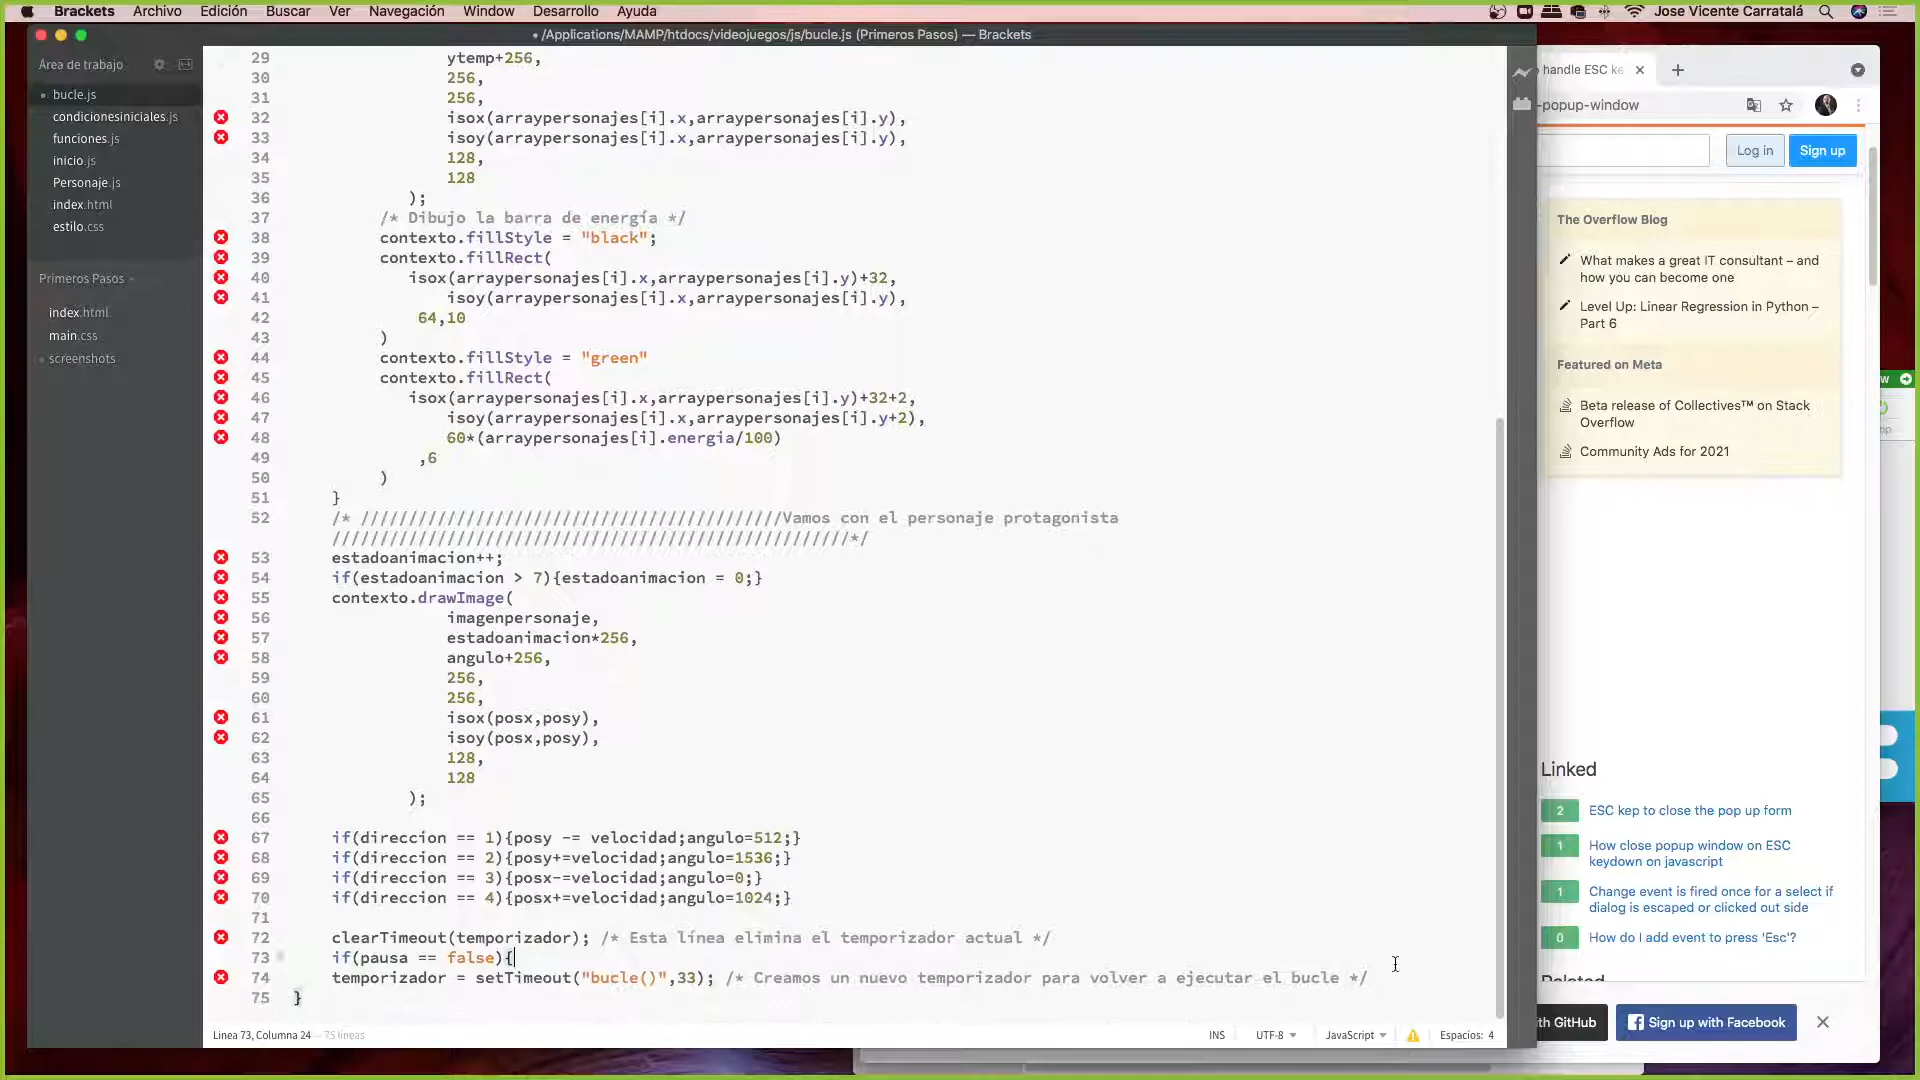 Brackets Archivo Edición Buscar Ver Navegación Window Desarrollo Ayuda
Jose Vicente Carratalá
• /Applications/MAMP/htdocs/videojuegos/js/bucle.js (Primeros Pasos) — Brackets
Área de trabajo
bucle.js
condicionesiniciales.js
funciones.js
inicio.js
Personaje.js
index.html
estilo.css
Primeros Pasos
index.html
main.css
screenshots
29 ytemp+256,
30 256,
31 256,
32 isox(arraypersonajes[i].x,arraypersonajes[i].y),
33 isoy(arraypersonajes[i].x,arraypersonajes[i].y),
34 128,
35 128
36 );
37 /* Dibujo la barra de energía */
38 contexto.fillStyle = "black";
39 contexto.fillRect(
40 isox(arraypersonajes[i].x,arraypersonajes[i].y)+32,
41 isoy(arraypersonajes[i].x,arraypersonajes[i].y),
42 64,10
43 )
44 contexto.fillStyle = "green"
45 contexto.fillRect(
46 isox(arraypersonajes[i].x,arraypersonajes[i].y)+32+2,
47 isoy(arraypersonajes[i].x,arraypersonajes[i].y+2),
48 60*(arraypersonajes[i].energia/100)
49 ,6
50 )
51 }
52 /* ////////////////////////////////////////////Vamos con el personaje protagonista
//////////////////////////////////////////////////////*/
53 estadoanimacion++;
54 if(estadoanimacion > 7){estadoanimacion = 0;}
55 contexto.drawImage(
56 imagenpersonaje,
57 estadoanimacion*256,
58 angulo+256,
59 256,
60 256,
61 isox(posx,posy),
62 isoy(posx,posy),
63 128,
64 128
65 );
66
67 if(direccion == 1){posy -= velocidad;angulo=512;}
68 if(direccion == 2){posy+=velocidad;angulo=1536;}
69 if(direccion == 3){posx-=velocidad;angulo=0;}
70 if(direccion == 4){posx+=velocidad;angulo=1024;}
71
72 clearTimeout(temporizador); /* Esta línea elimina el temporizador actual */
73 if(pausa == false){
74 temporizador = setTimeout("bucle()",33); /* Creamos un nuevo temporizador para volver a ejecutar el bucle */
75 }
Línea 73, Columna 24 — 75 líneas
INS UTF-8 JavaScript Espacios: 4
handle ESC ke
-popup-window
Log in Sign up
The Overflow Blog
What makes a great IT consultant – and
how you can become one
Level Up: Linear Regression in Python –
Part 6
Featured on Meta
Beta release of Collectives™ on Stack
Overflow
Community Ads for 2021
Linked
2 ESC kep to close the pop up form
1 How close popup window on ESC
keydown on javascript
1 Change event is fired once for a select if
dialog is escaped or clicked out side
0 How do I add event to press 'Esc'?
Related
th GitHub
Sign up with Facebook